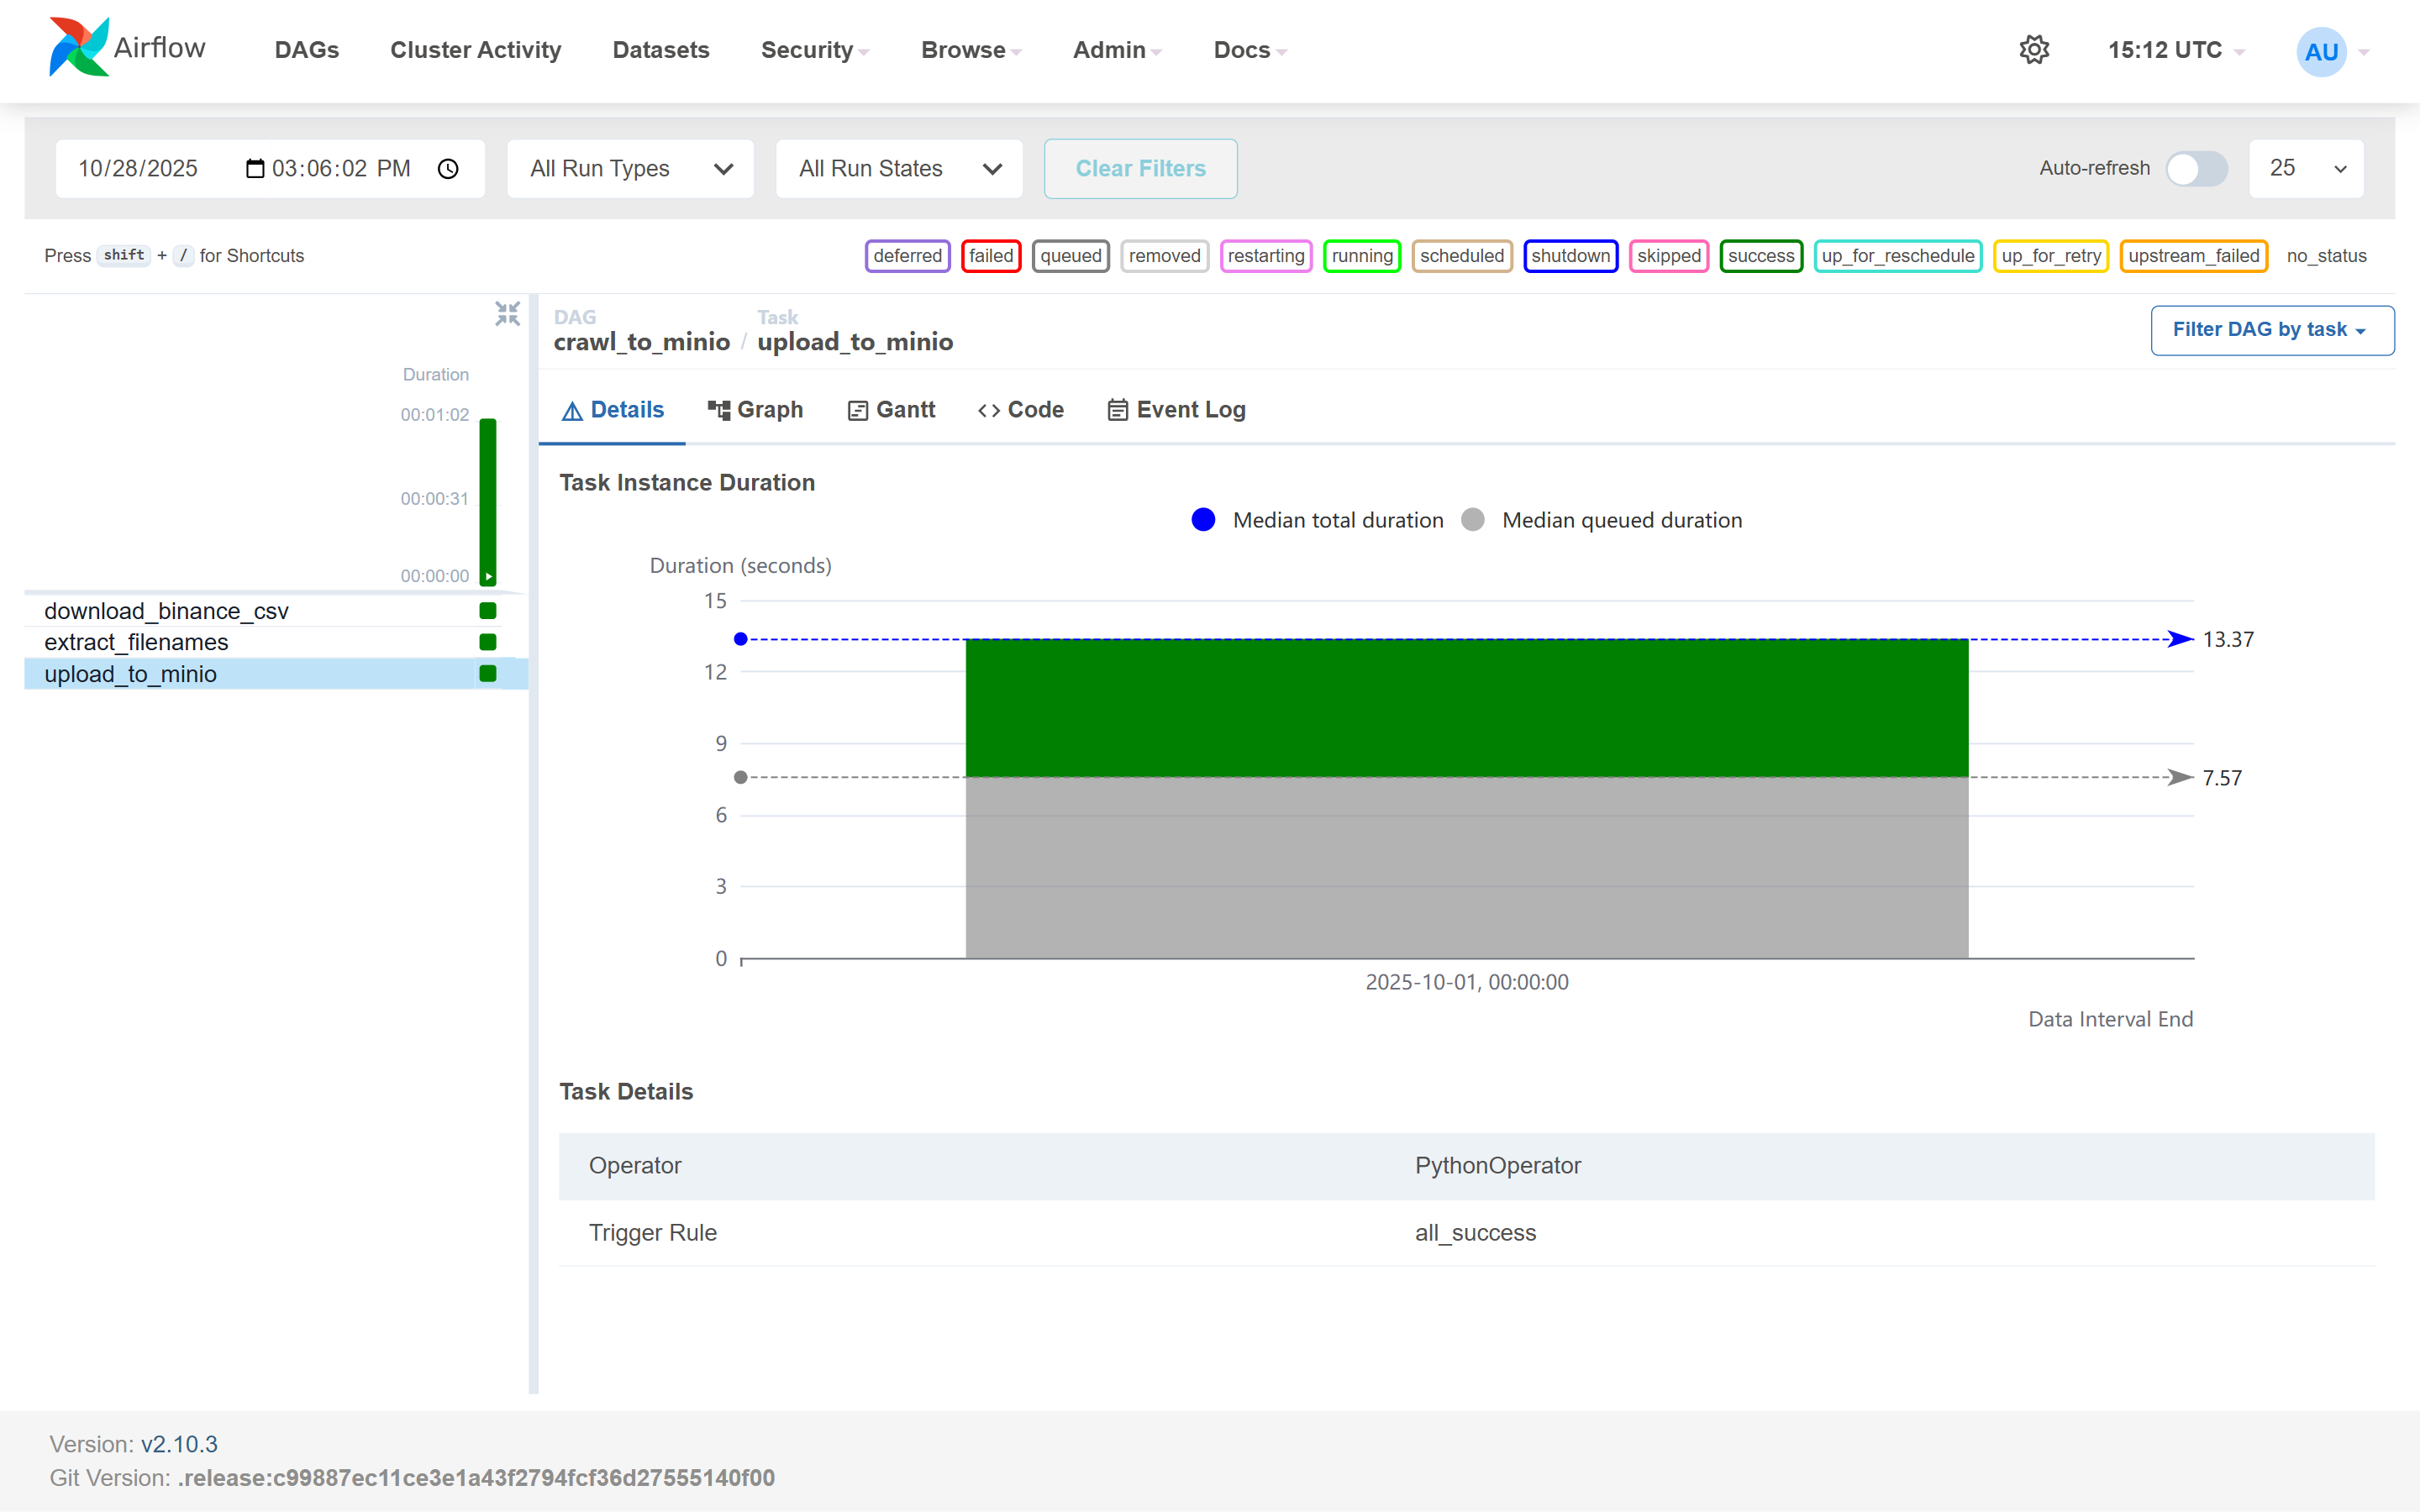 Airflow DAGs Cluster Activity Datasets Security Browse Admin Docs 15:12 UTC AU
10/28/2025 03:06:02 PM All Run Types All Run States Clear Filters Auto-refresh 25
Press shift + / for Shortcuts deferred failed queued removed restarting running scheduled shutdown skipped success up_for_reschedule up_for_retry upstream_failed no_status
Duration
00:01:02
00:00:31
00:00:00
download_binance_csv
extract_filenames
upload_to_minio
DAG Task
crawl_to_minio / upload_to_minio
Filter DAG by task
Details Graph Gantt Code Event Log
Task Instance Duration
Median total duration Median queued duration
Duration (seconds)
15
13.37
12
9
7.57
6
3
0
2025-10-01, 00:00:00
Data Interval End
Task Details
Operator PythonOperator
Trigger Rule all_success
Version: v2.10.3
Git Version: .release:c99887ec11ce3e1a43f2794fcf36d27555140f00